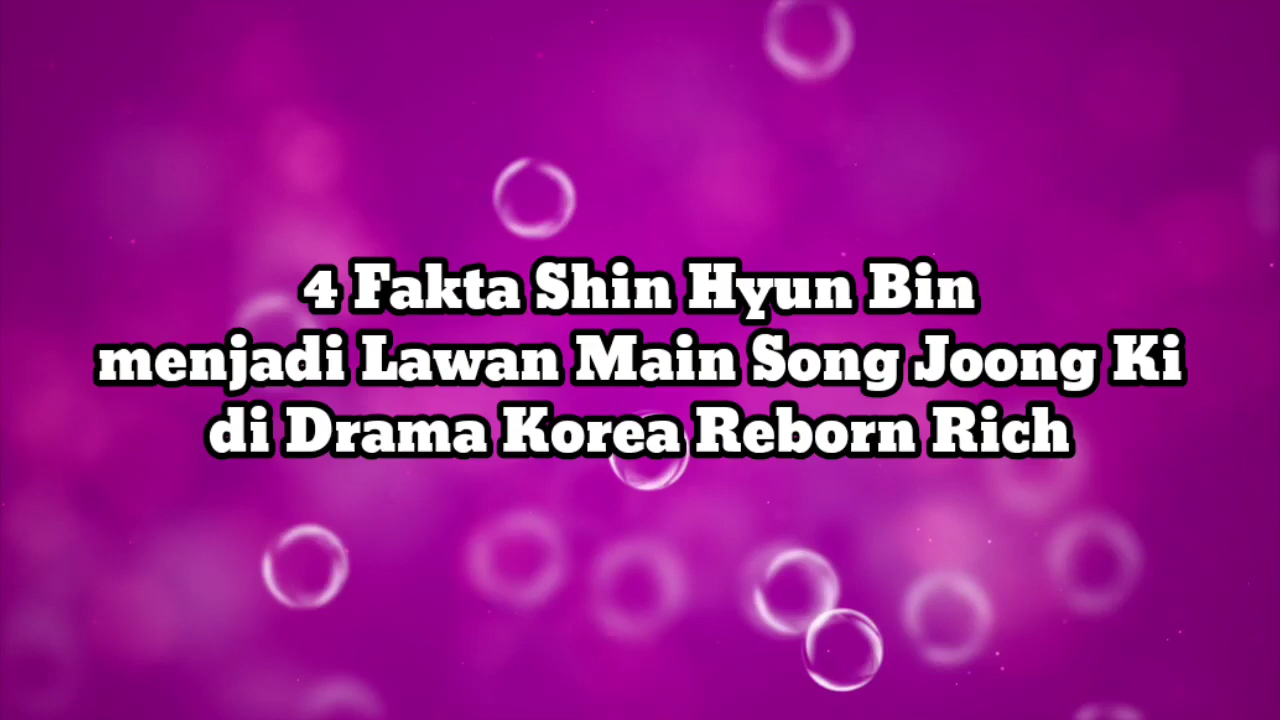 4 Fakta Shin Hyun Bin
menjadi Lawan Main Song Joong Ki
di Drama Korea Reborn Rich